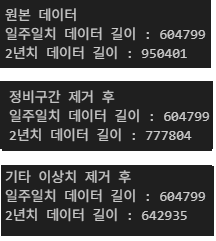 원본 데이터
일주일치 데이터 길이 : 604799
2년치 데이터 길이 : 950401
정비구간 제거 후
일주일치 데이터 길이 : 604799
2년치 데이터 길이 : 777804
기타 이상치 제거 후
일주일치 데이터 길이 : 604799
2년치 데이터 길이 : 642935